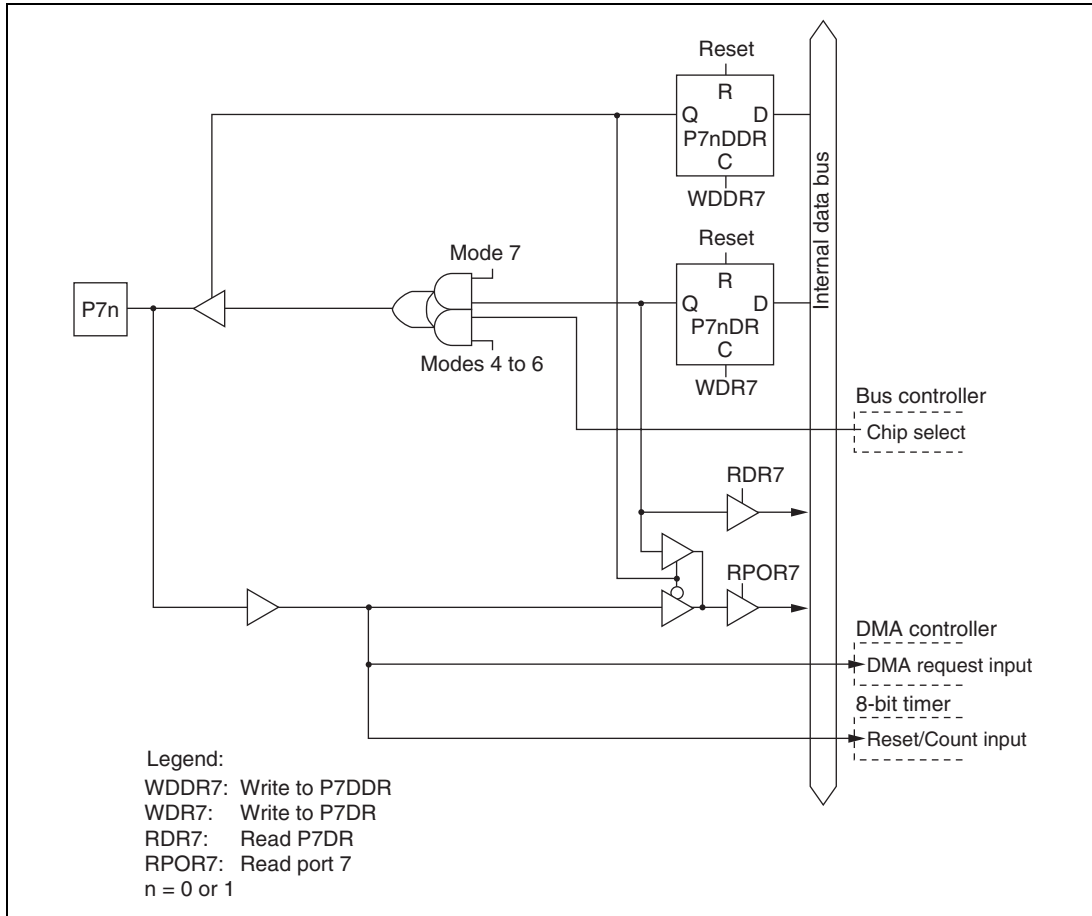 Reset
R
Q D
P7nDDR
C
WDDR7
Internal data bus
Reset
Mode 7
R
P7n
Q D
P7nDR
C
Modes 4 to 6
WDR7
Bus controller
Chip select
RDR7
RPOR7
DMA controller
DMA request input
8-bit timer
Reset/Count input
Legend:
WDDR7: Write to P7DDR
WDR7: Write to P7DR
RDR7: Read P7DR
RPOR7: Read port 7
n = 0 or 1